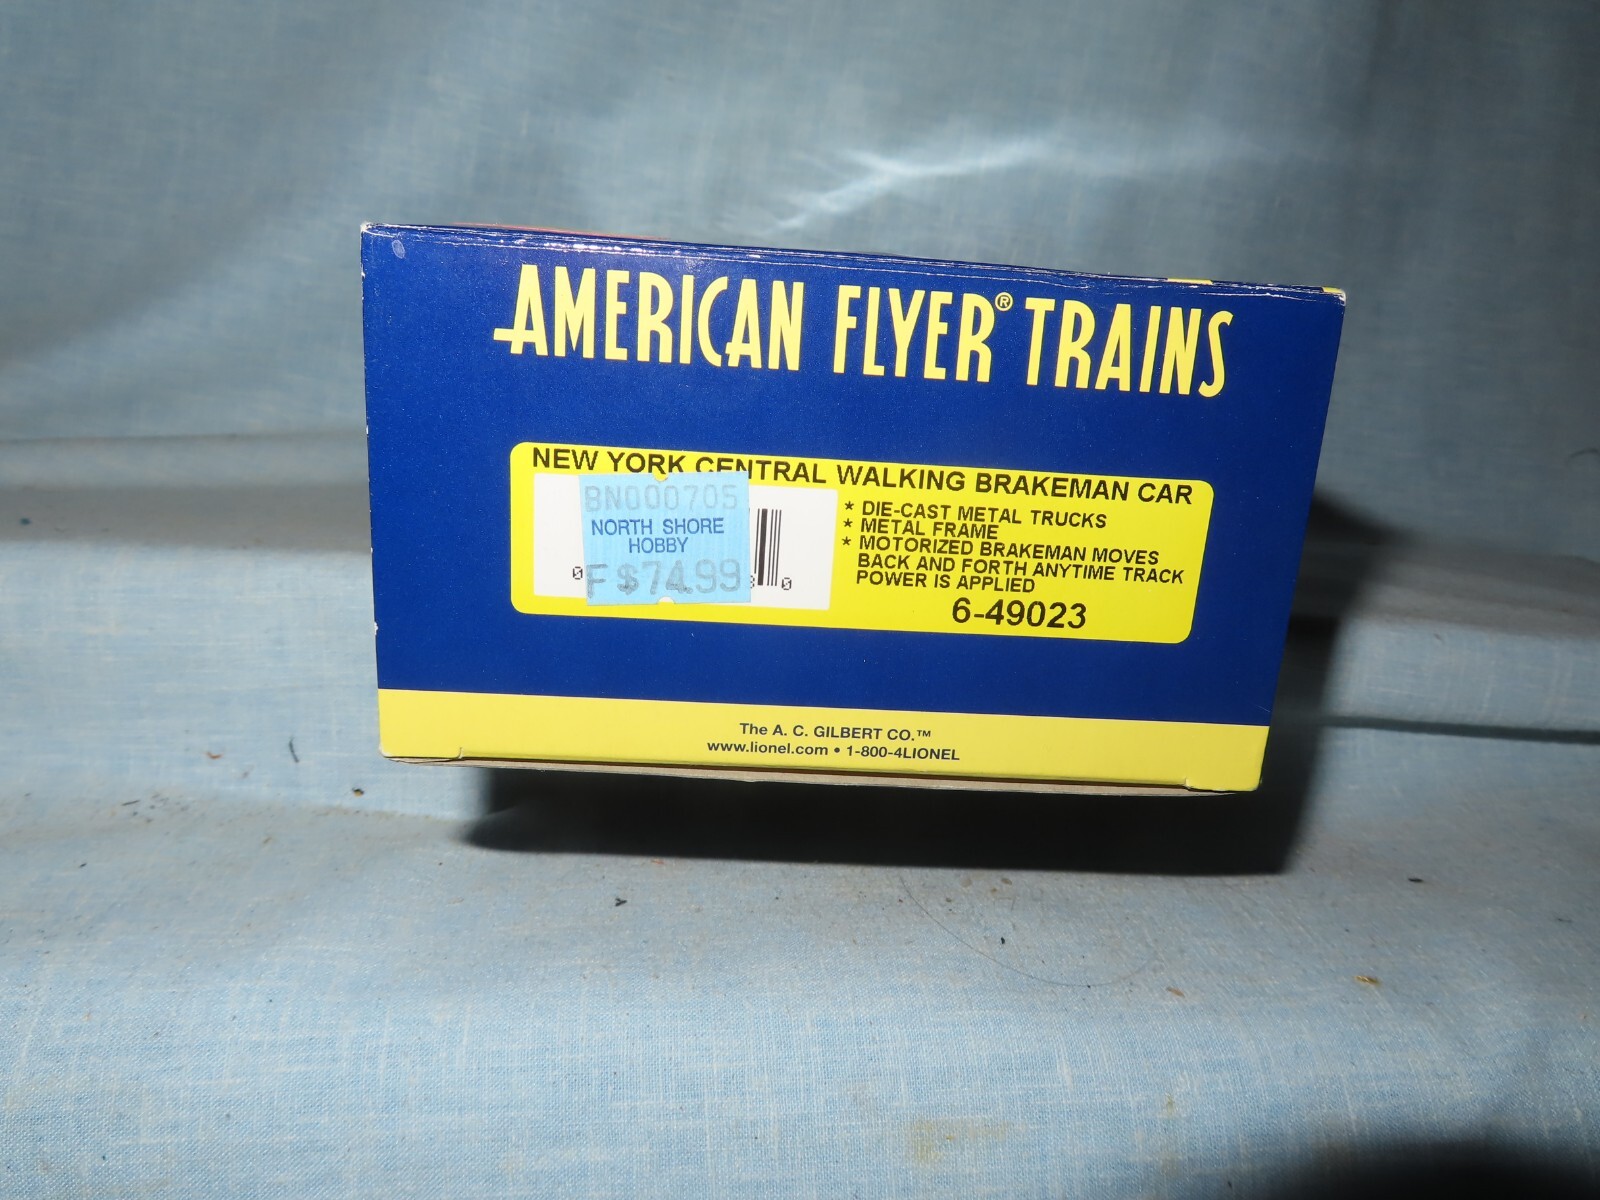 AMERICAN FLYER® TRAINS
NEW YORK CENTRAL WALKING BRAKEMAN CAR
BN000705
NORTH SHORE
HOBBY
F $74.99
* DIE-CAST METAL TRUCKS
* METAL FRAME
* MOTORIZED BRAKEMAN MOVES
BACK AND FORTH ANYTIME TRACK
POWER IS APPLIED
6-49023
The A. C. GILBERT CO.™
www.lionel.com • 1-800-4LIONEL